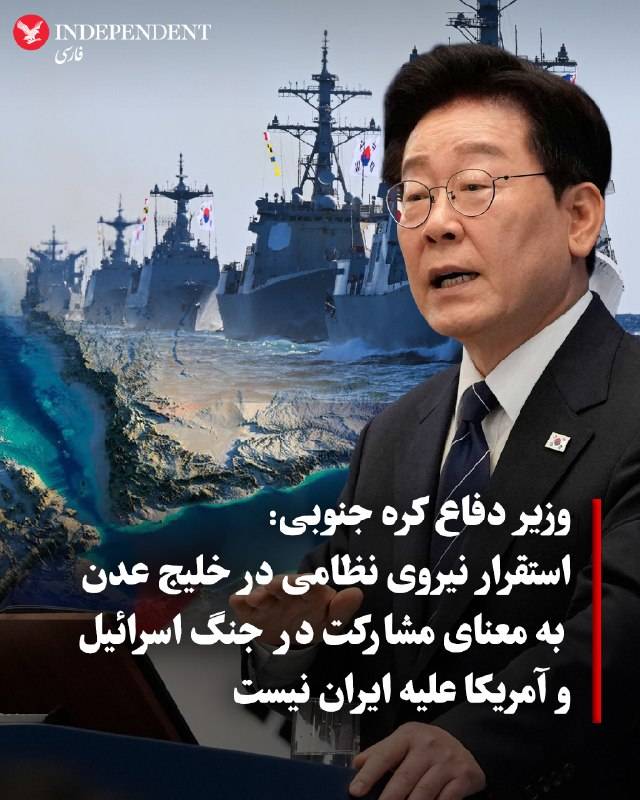 INDEPENDENT
فارسی
وزیر دفاع کره جنوبی:
استقرار نیروی نظامی در خلیج عدن
به معنای مشارکت در جنگ اسرائیل
و آمریکا علیه ایران نیست